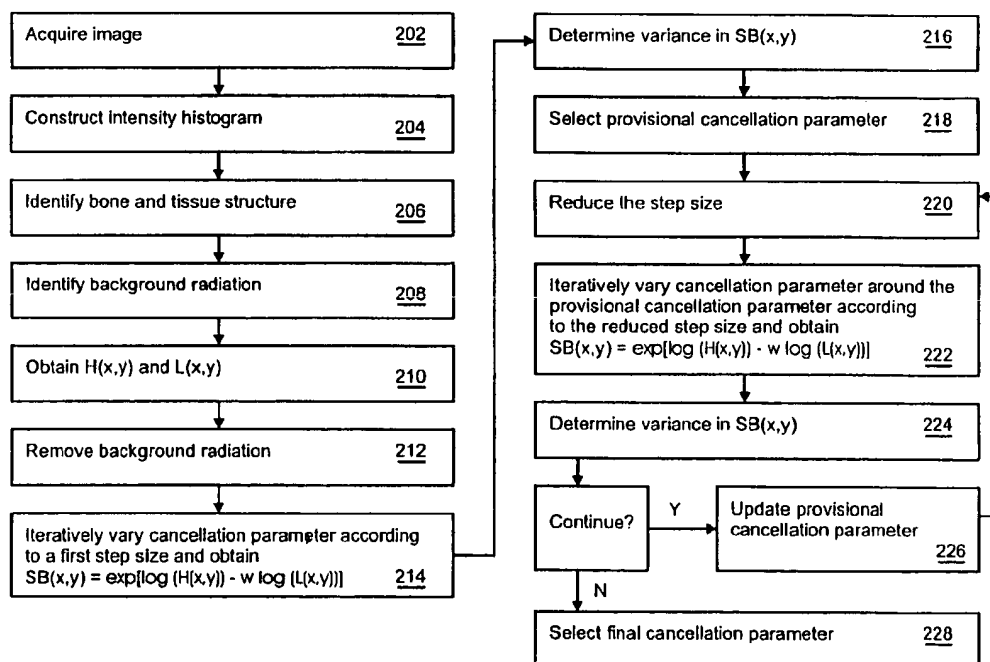 Acquire image 202
Construct intensity histogram 204
Identify bone and tissue structure 206
Identify background radiation 208
Obtain H(x,y) and L(x,y) 210
Remove background radiation 212
Iteratively vary cancellation parameter according
to a first step size and obtain
SB(x,y) = exp[log (H(x,y)) - w log (L(x,y))] 214
Determine variance in SB(x,y) 216
Select provisional cancellation parameter 218
Reduce the step size 220
Iteratively vary cancellation parameter around the
provisional cancellation parameter according
to the reduced step size and obtain
SB(x,y) = exp[log (H(x,y)) - w log (L(x,y))] 222
Determine variance in SB(x,y) 224
Continue?
Y
Update provisional
cancellation parameter
226
N
Select final cancellation parameter 228